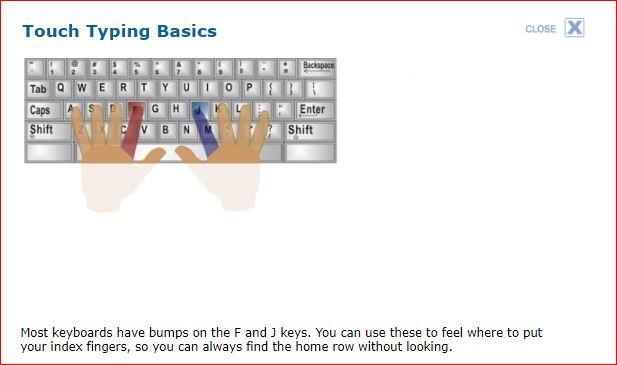 Touch Typing Basics
CLOSE X
~ ! @ # $ % ^ & * ( ) _ + Backspace
` 1 2 3 4 5 6 7 8 9 0 - =
Tab Q W E R T Y U I O P { } |
Caps A S D F G H J K L : " Enter
Shift Z X C V B N M < > ? Shift
Most keyboards have bumps on the F and J keys. You can use these to feel where to put
your index fingers, so you can always find the home row without looking.